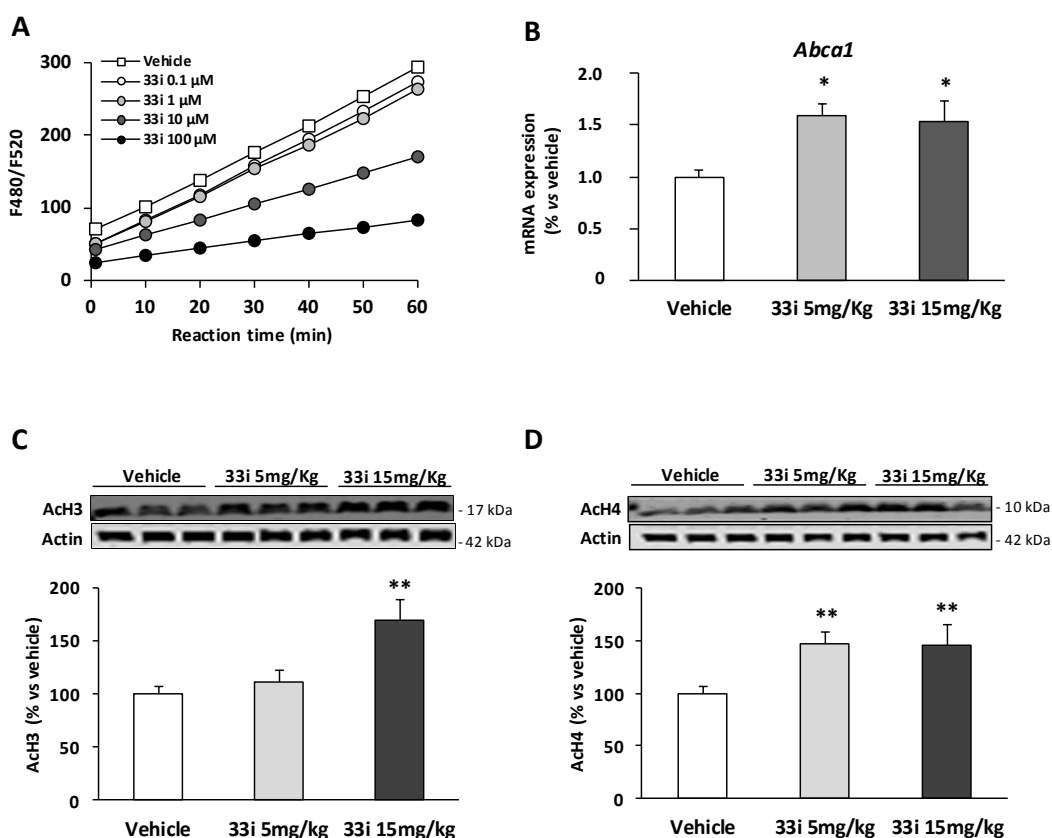 A
Vehicle
33i 0.1 µM
33i 1 µM
33i 10 µM
33i 100 µM
300
200
100
0
F480/F520
0 10 20 30 40 50 60
Reaction time (min)
B
Abca1
2.0
1.5
1.0
0.5
0
mRNA expression
(% vs vehicle)
* *
Vehicle 33i 5mg/Kg 33i 15mg/Kg
C
Vehicle 33i 5mg/Kg 33i 15mg/Kg
AcH3 - 17 kDa
Actin - 42 kDa
200
150
100
50
0
AcH3 (% vs vehicle)
**
Vehicle 33i 5mg/kg 33i 15mg/kg
D
Vehicle 33i 5mg/Kg 33i 15mg/Kg
AcH4 - 10 kDa
Actin - 42 kDa
200
150
100
50
0
AcH4 (% vs vehicle)
** **
Vehicle 33i 5mg/kg 33i 15mg/kg